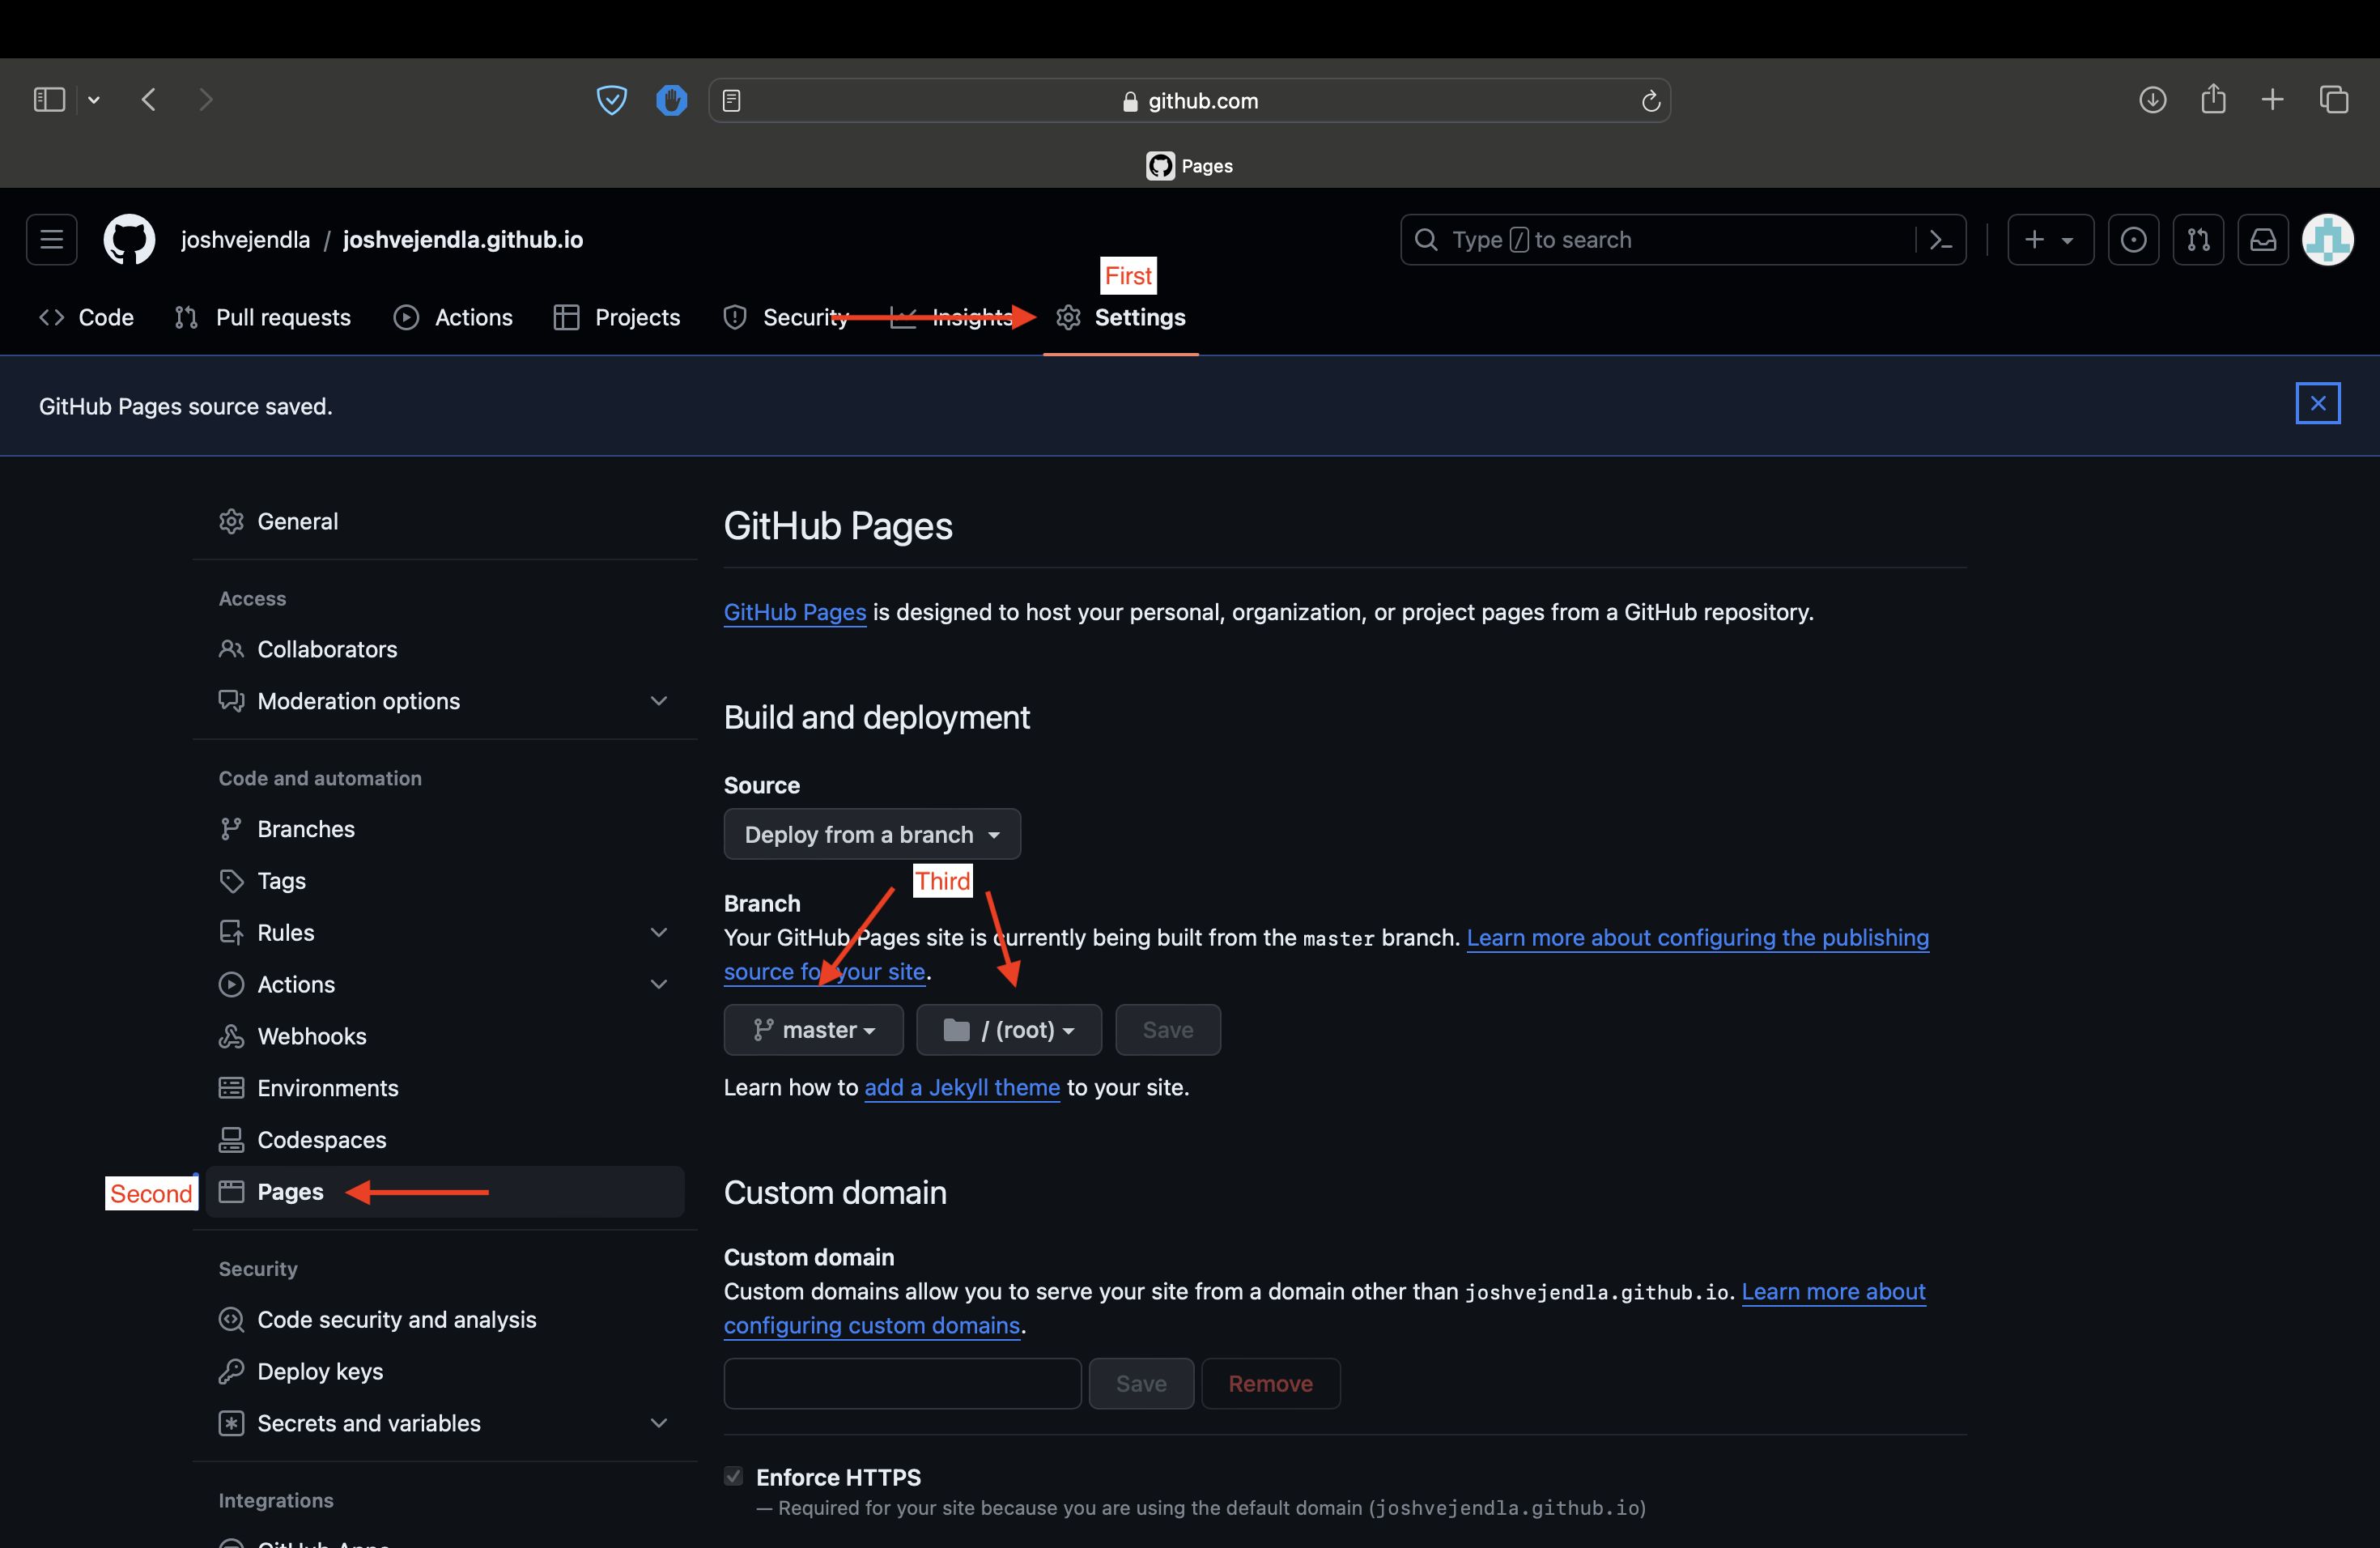 github.com
Pages
joshvejendla / joshvejendla.github.io
Type / to search
First
Code
Pull requests
Actions
Projects
Security
Insights
Settings
GitHub Pages source saved.
General
Access
Collaborators
Moderation options
Code and automation
Branches
Tags
Rules
Actions
Webhooks
Environments
Codespaces
Second
Pages
Security
Code security and analysis
Deploy keys
Secrets and variables
Integrations
GitHub Apps
GitHub Pages
GitHub Pages is designed to host your personal, organization, or project pages from a GitHub repository.
Build and deployment
Source
Deploy from a branch
Third
Branch
Your GitHub Pages site is currently being built from the master branch. Learn more about configuring the publishing
source for your site.
master
/ (root)
Save
Learn how to add a Jekyll theme to your site.
Custom domain
Custom domain
Custom domains allow you to serve your site from a domain other than joshvejendla.github.io. Learn more about
configuring custom domains.
Save
Remove
Enforce HTTPS
— Required for your site because you are using the default domain (joshvejendla.github.io)